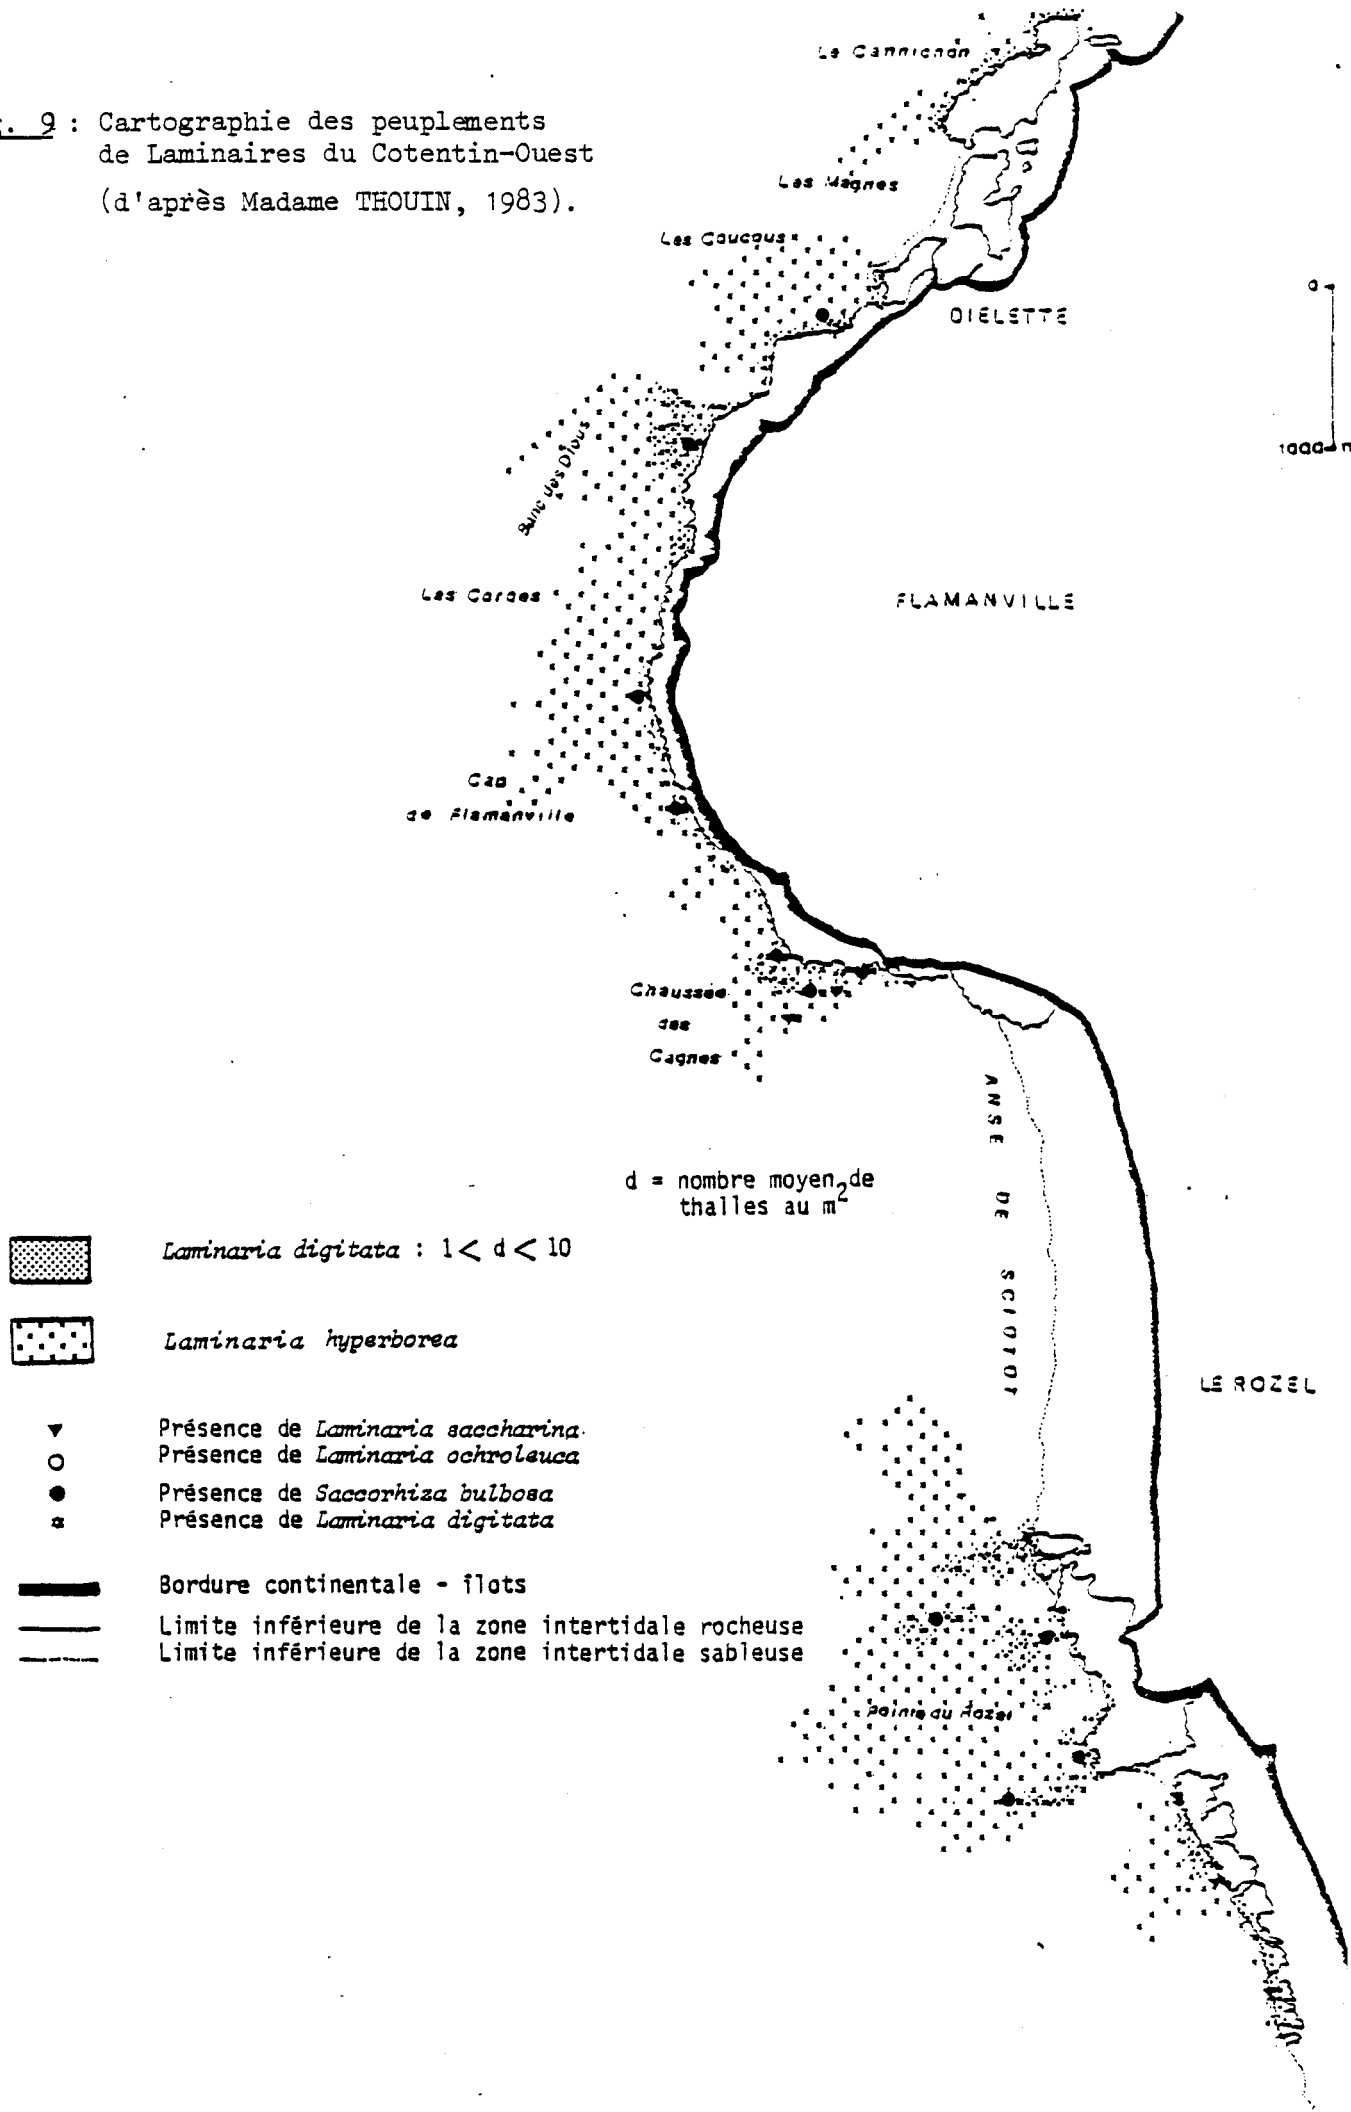 . 9 : Cartographie des peuplements
de Laminaires du Cotentin-Ouest
(d'après Madame THOUIN, 1983).
Le Cannichon
Les Magnes
Les Coucous
DIELETTE
0
1000 m
Banc des Dious
Les Cordes
FLAMANVILLE
Cap
de Flamanville
Chaussée
des
Cagnes
ANSE DE SCIOTOT
d = nombre moyen de
thalles au m²
Laminaria digitata : 1 < d < 10
Laminaria hyperborea
LE ROZEL
Présence de Laminaria saccharina.
Présence de Laminaria ochroleuca
Présence de Saccorhiza bulbosa
Présence de Laminaria digitata
Bordure continentale - îlots
Limite inférieure de la zone intertidale rocheuse
Limite inférieure de la zone intertidale sableuse
Pointe du Rozel